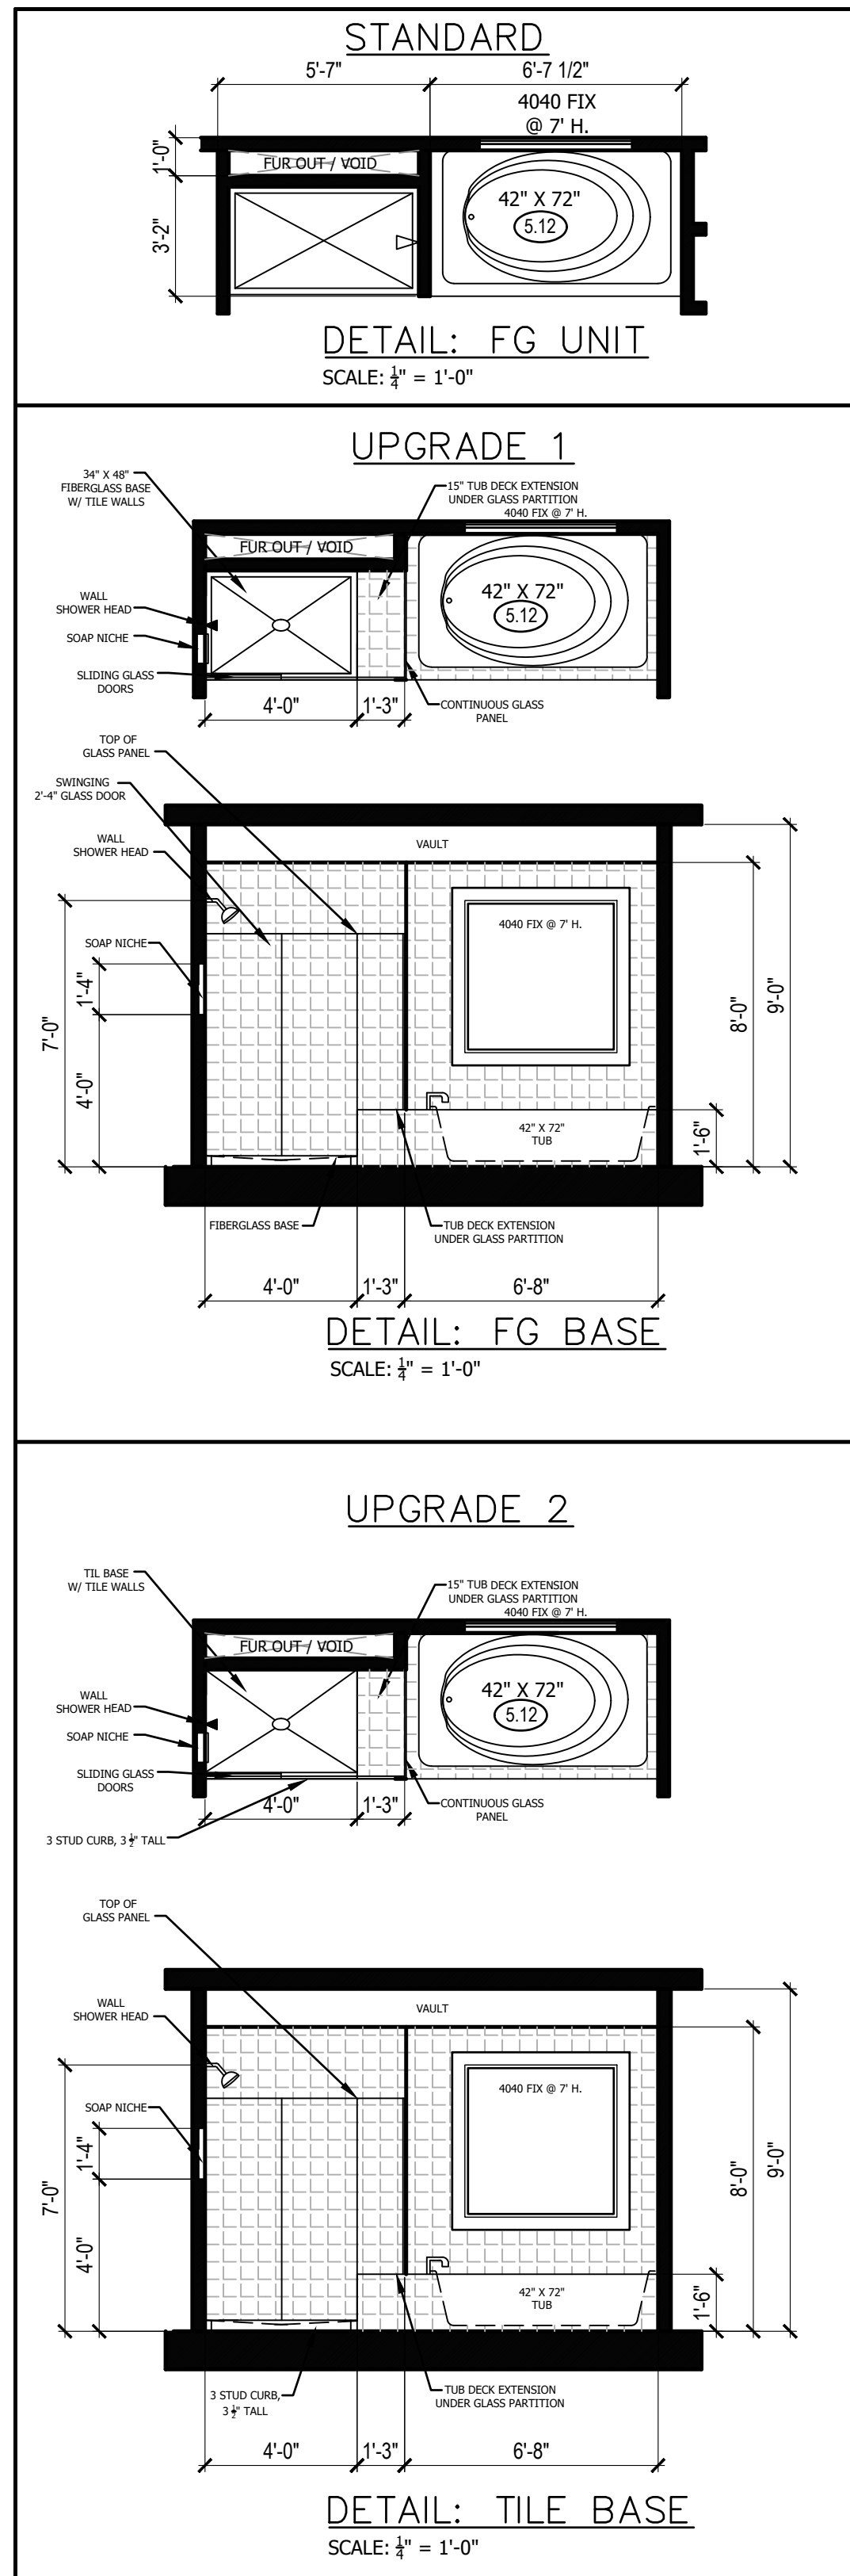 STANDARD
5'-7"
6'-7 1/2"
4040 FIX
@ 7' H.
1'-0"
FUR OUT / VOID
3'-2"
42" X 72"
5.12
DETAIL: FG UNIT
SCALE: 1/4" = 1'-0"
UPGRADE 1
34" X 48"
FIBERGLASS BASE
W/ TILE WALLS
15" TUB DECK EXTENSION
UNDER GLASS PARTITION
4040 FIX @ 7' H.
FUR OUT / VOID
42" X 72"
5.12
WALL
SHOWER HEAD
SOAP NICHE
SLIDING GLASS
DOORS
4'-0"
1'-3"
CONTINUOUS GLASS
PANEL
TOP OF
GLASS PANEL
SWINGING
2'-4" GLASS DOOR
WALL
SHOWER HEAD
VAULT
4040 FIX @ 7' H.
SOAP NICHE
1'-4"
7'-0"
4'-0"
8'-0"
9'-0"
42" X 72"
TUB
1'-6"
FIBERGLASS BASE
TUB DECK EXTENSION
UNDER GLASS PARTITION
4'-0"
1'-3"
6'-8"
DETAIL: FG BASE
SCALE: 1/4" = 1'-0"
UPGRADE 2
TIL BASE
W/ TILE WALLS
15" TUB DECK EXTENSION
UNDER GLASS PARTITION
4040 FIX @ 7' H.
FUR OUT / VOID
42" X 72"
5.12
WALL
SHOWER HEAD
SOAP NICHE
SLIDING GLASS
DOORS
4'-0"
1'-3"
CONTINUOUS GLASS
PANEL
3 STUD CURB, 3 1/2" TALL
TOP OF
GLASS PANEL
WALL
SHOWER HEAD
VAULT
4040 FIX @ 7' H.
SOAP NICHE
1'-4"
7'-0"
4'-0"
8'-0"
9'-0"
42" X 72"
TUB
1'-6"
3 STUD CURB,
3 1/2" TALL
TUB DECK EXTENSION
UNDER GLASS PARTITION
4'-0"
1'-3"
6'-8"
DETAIL: TILE BASE
SCALE: 1/4" = 1'-0"